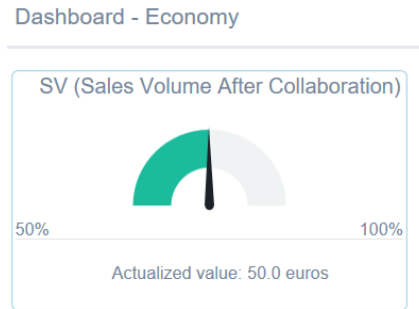 Dashboard - Economy
SV (Sales Volume After Collaboration)
50% 100%
Actualized value: 50.0 euros